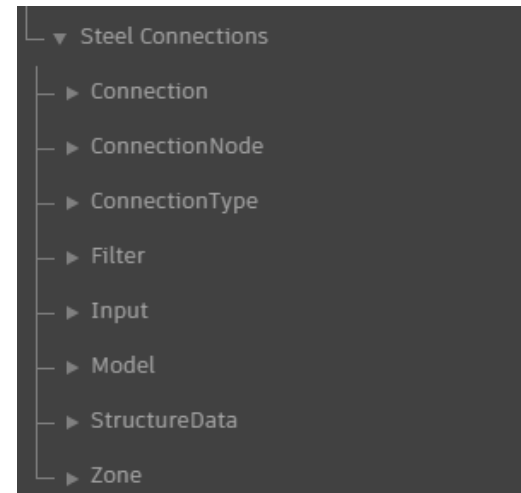 Steel Connections
Connection
ConnectionNode
ConnectionType
Filter
Input
Model
StructureData
Zone